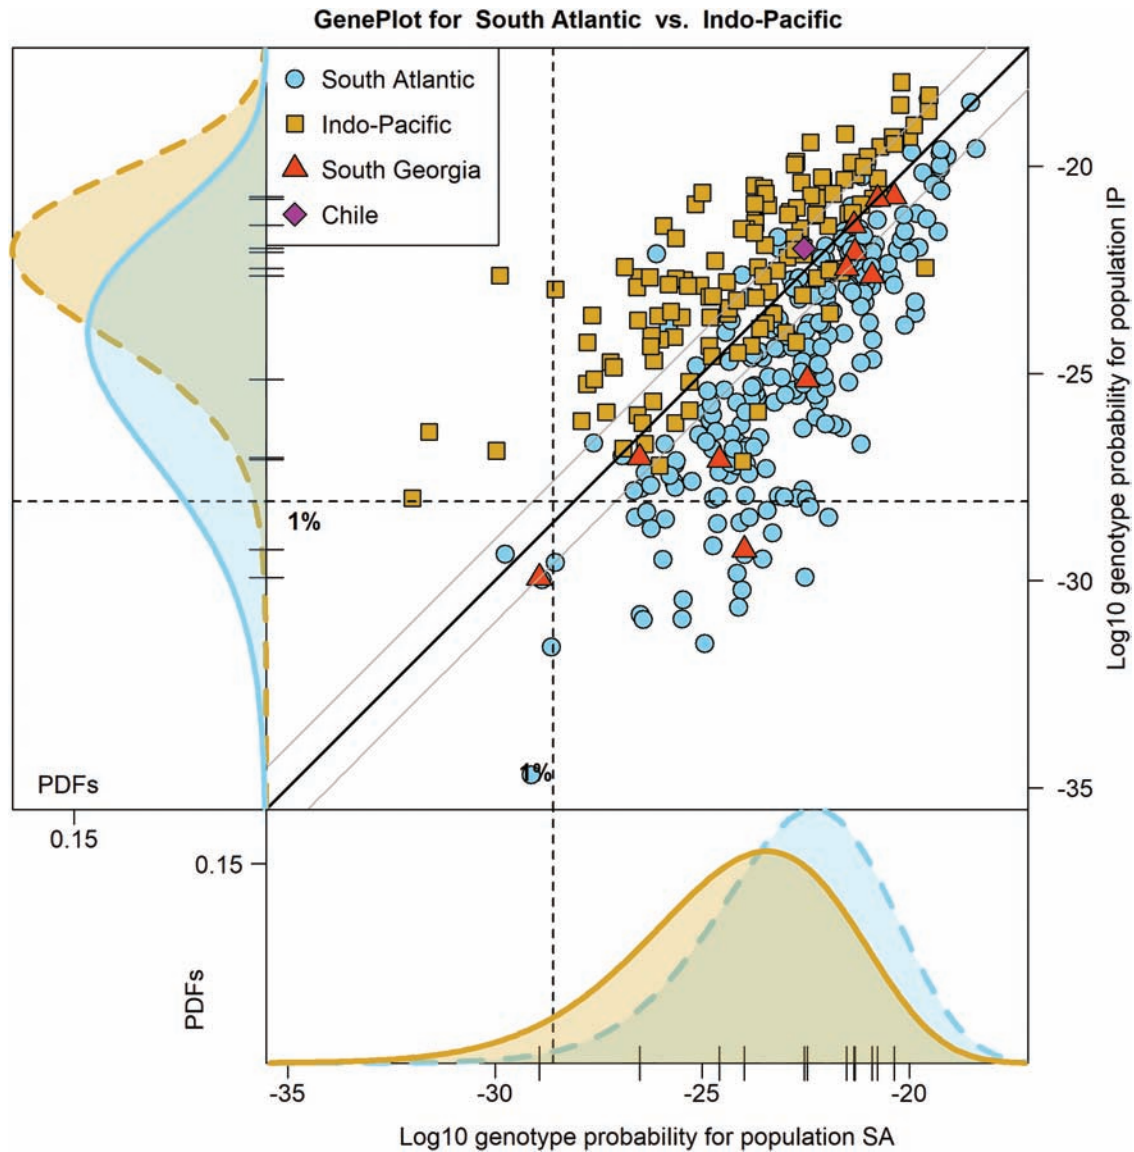 GenePlot for South Atlantic vs. Indo-Pacific
South Atlantic
Indo-Pacific
South Georgia
Chile
-20
-25
-30
-35
Log10 genotype probability for population IP
1%
1%
PDFs
0.15
0.15
PDFs
-35
-30
-25
-20
Log10 genotype probability for population SA